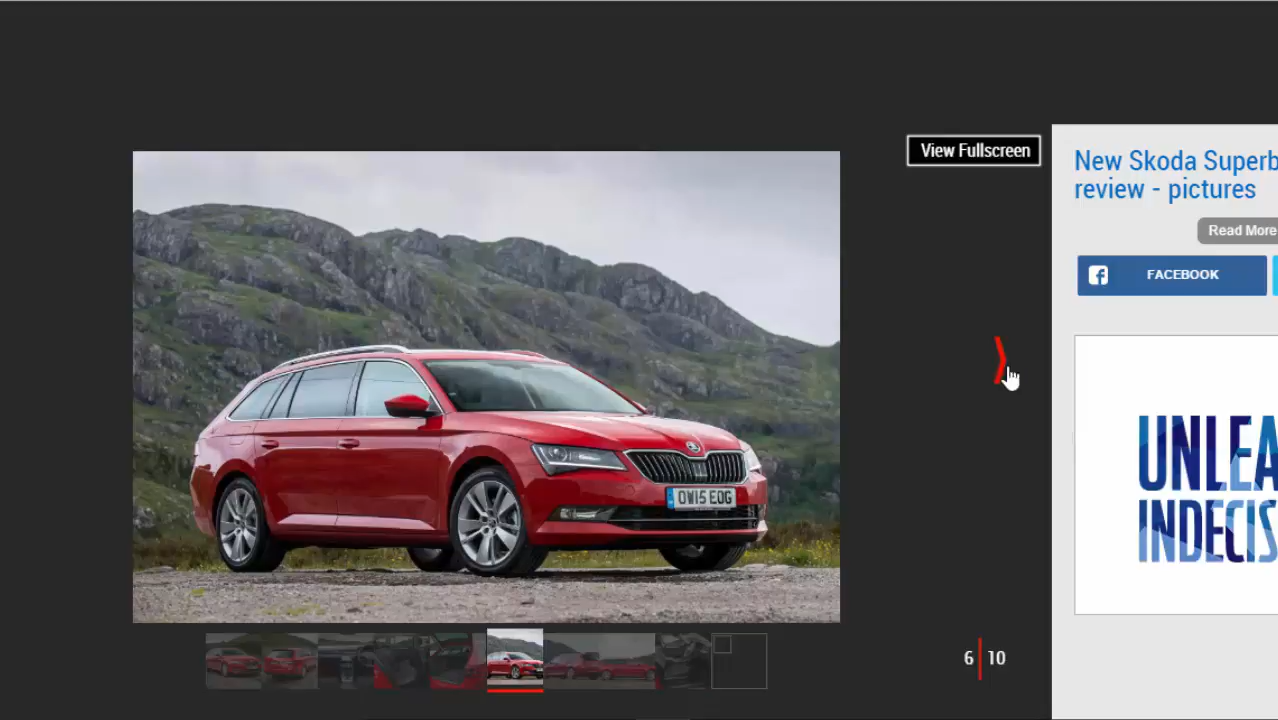 View Fullscreen
New Skoda Superb
review - pictures
Read More
FACEBOOK
OW15 EOG
UNLEA
INDECIS
6 10